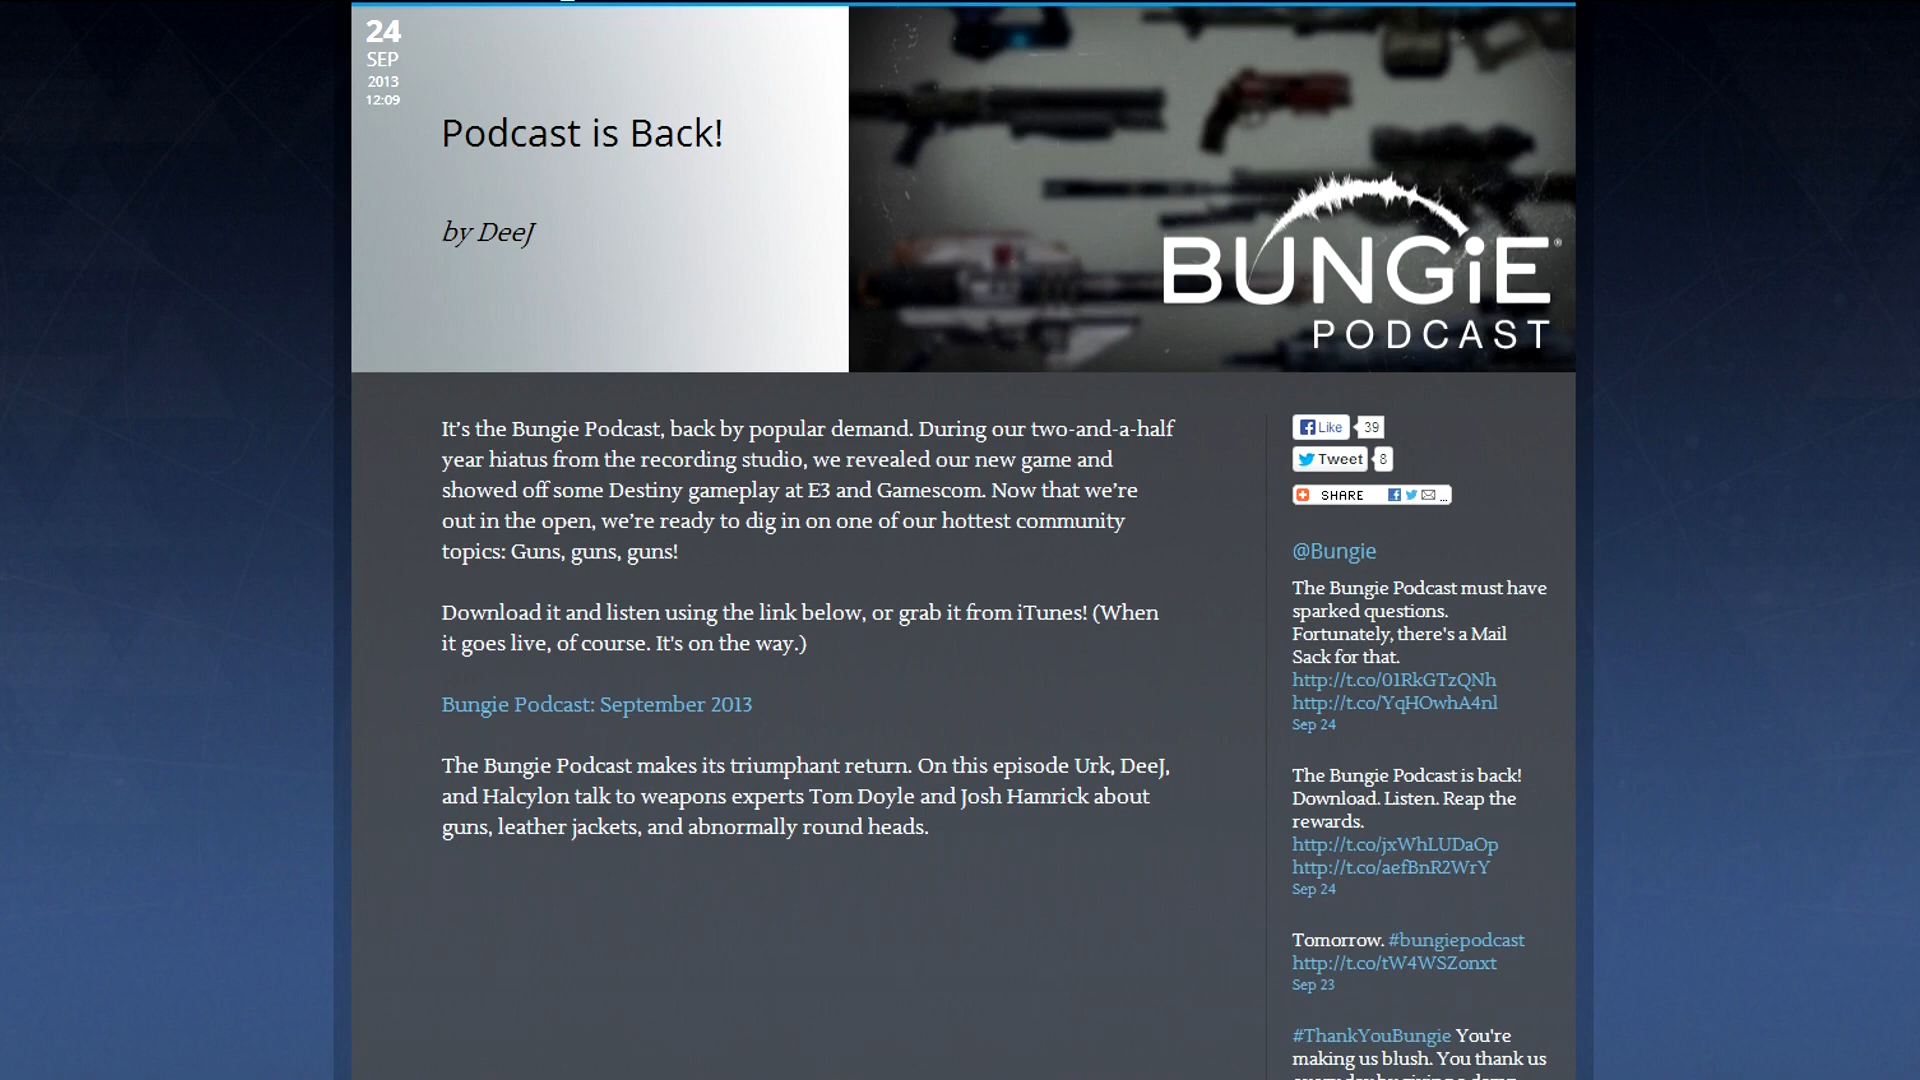 24
SEP
2013
12:09
Podcast is Back!
by DeeJ
BUNGiE®
PODCAST
It’s the Bungie Podcast, back by popular demand. During our two-and-a-half
year hiatus from the recording studio, we revealed our new game and
showed off some Destiny gameplay at E3 and Gamescom. Now that we’re
out in the open, we’re ready to dig in on one of our hottest community
topics: Guns, guns, guns!
Download it and listen using the link below, or grab it from iTunes! (When
it goes live, of course. It's on the way.)
Bungie Podcast: September 2013
The Bungie Podcast makes its triumphant return. On this episode Urk, DeeJ,
and Halcylon talk to weapons experts Tom Doyle and Josh Hamrick about
guns, leather jackets, and abnormally round heads.
Like 39
Tweet 8
SHARE ...
@Bungie
The Bungie Podcast must have
sparked questions.
Fortunately, there's a Mail
Sack for that.
http://t.co/01RkGTzQNh
http://t.co/YqHOwhA4nl
Sep 24
The Bungie Podcast is back!
Download. Listen. Reap the
rewards.
http://t.co/jxWhLUDaOp
http://t.co/aefBnR2WrY
Sep 24
Tomorrow. #bungiepodcast
http://t.co/tW4WSZonxt
Sep 23
#ThankYouBungie You're
making us blush. You thank us